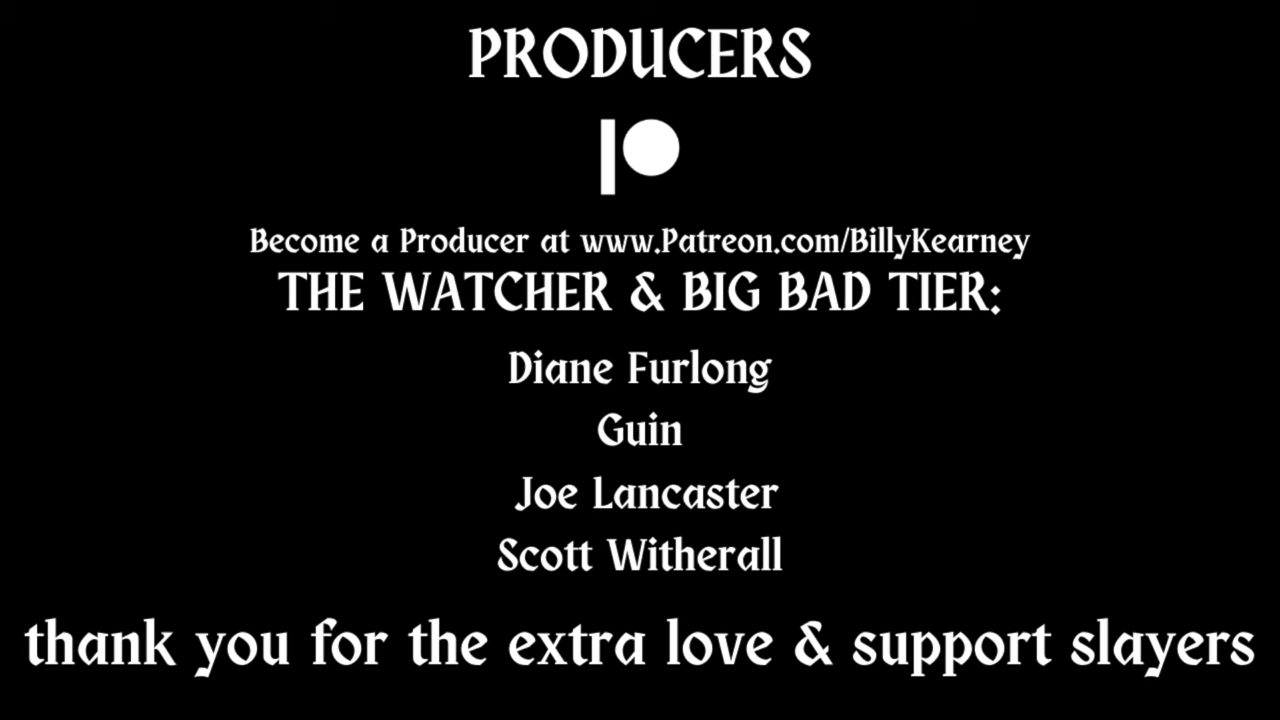 PRODUCERS
Become a Producer at www.Patreon.com/BillyKearney
THE WATCHER & BIG BAD TIER:
Diane Furlong
Guin
Joe Lancaster
Scott Witherall
thank you for the extra love & support slayers